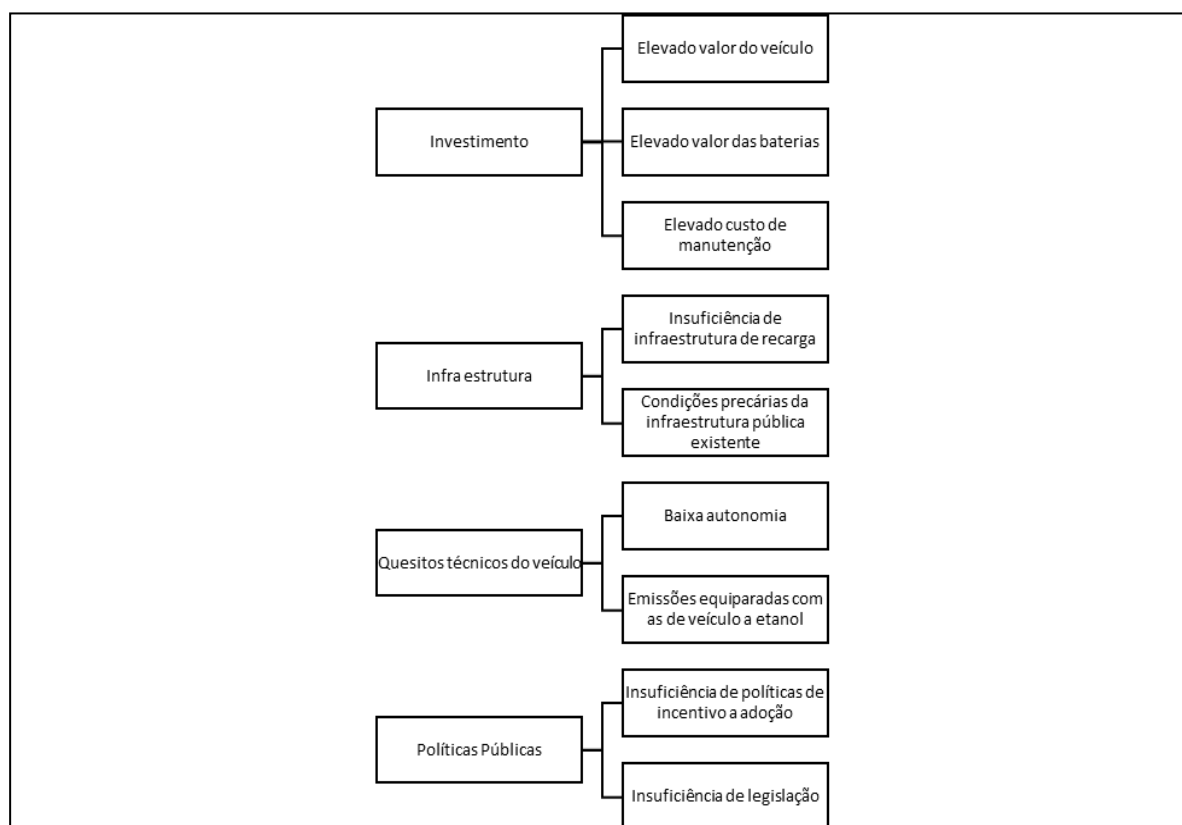 Elevado valor do veículo
Investimento
Elevado valor das baterias
Elevado custo de
manutenção
Insuficiência de
infraestrutura de recarga
Infra estrutura
Condições precárias da
infraestrutura pública
existente
Baixa autonomia
Quesitos técnicos do veículo
Emissões equiparadas com
as de veículo a etanol
Insuficiência de políticas de
incentivo a adoção
Políticas Públicas
Insuficiência de legislação